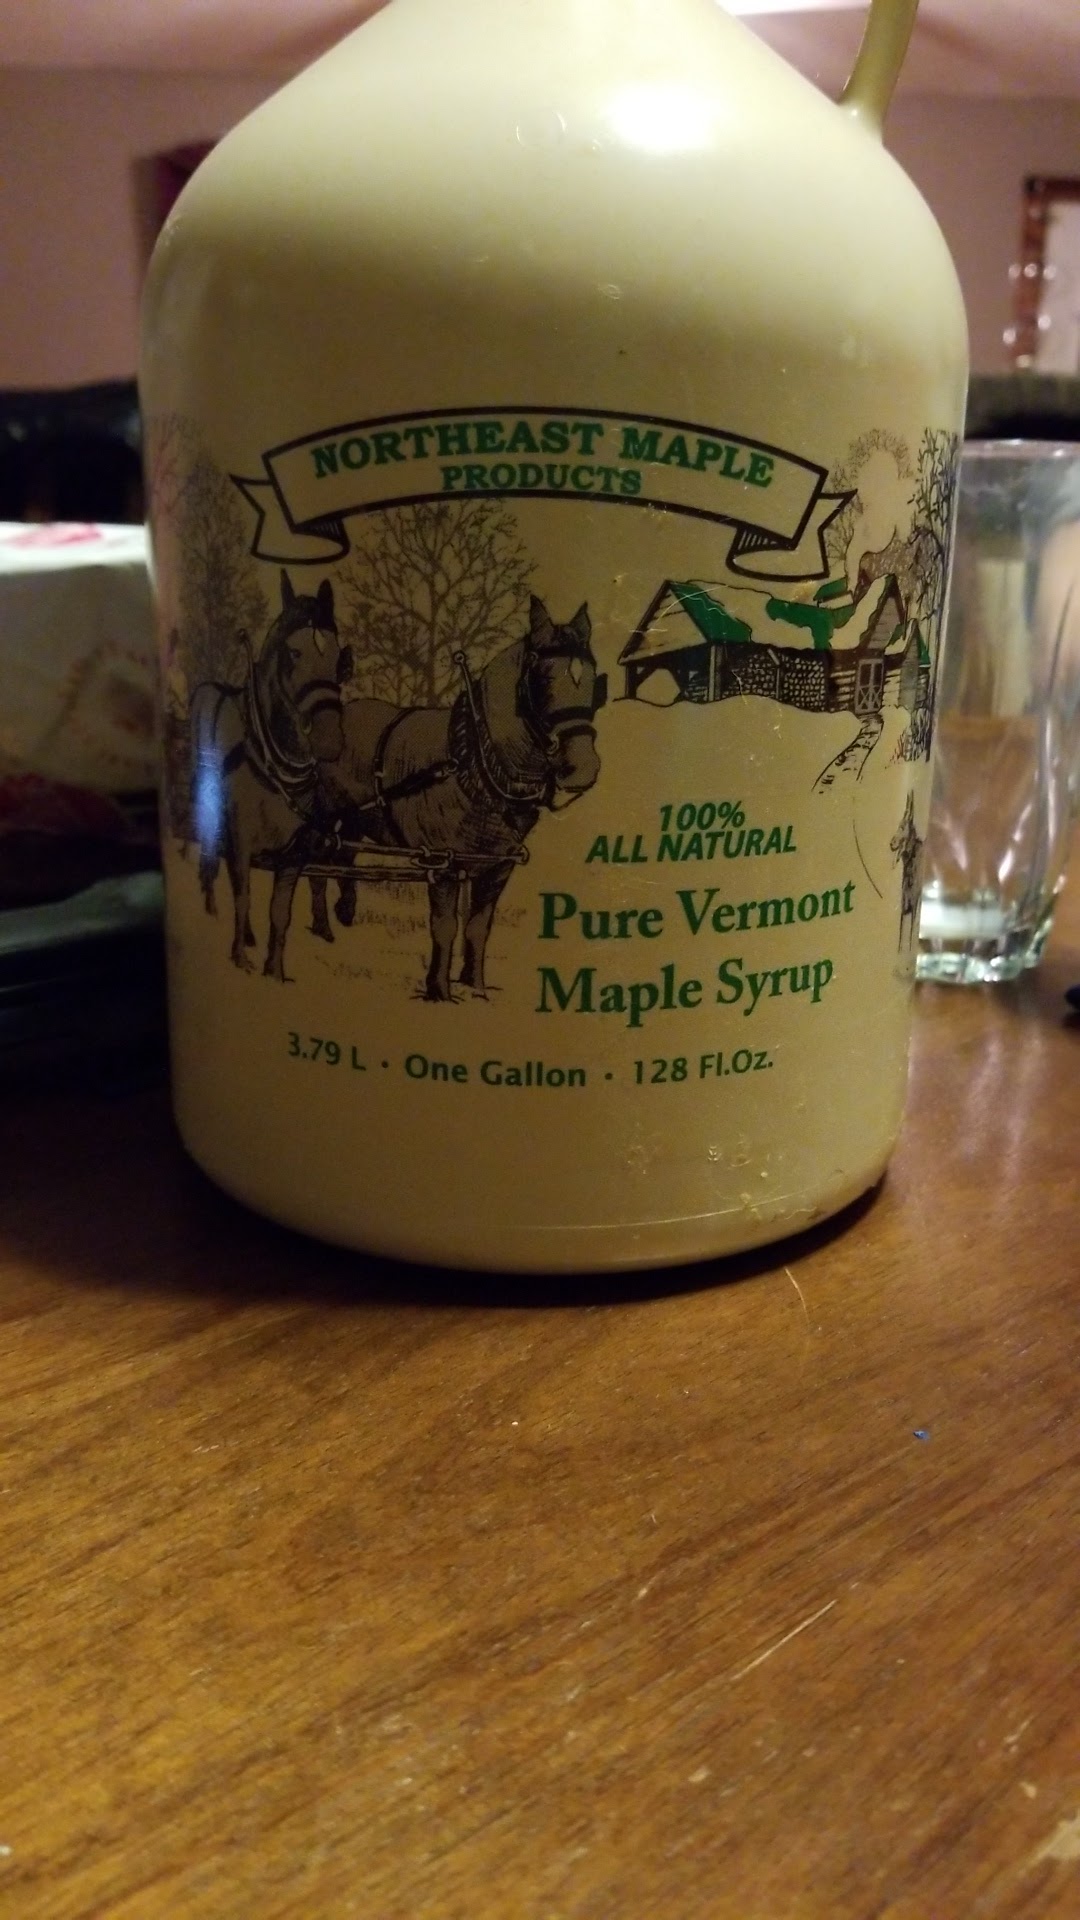 NORTHEAST MAPLE
PRODUCTS
100%
ALL NATURAL
Pure Vermont
Maple Syrup
3.79 L · One Gallon · 128 Fl.Oz.